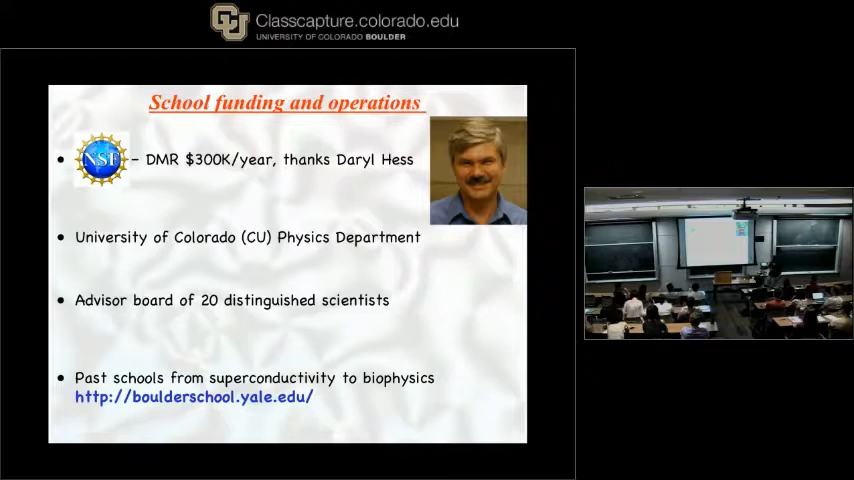 CU
Classcapture.colorado.edu
UNIVERSITY OF COLORADO BOULDER
School funding and operations
• NSF – DMR $300K/year, thanks Daryl Hess
• University of Colorado (CU) Physics Department
• Advisor board of 20 distinguished scientists
• Past schools from superconductivity to biophysics
http://boulderschool.yale.edu/